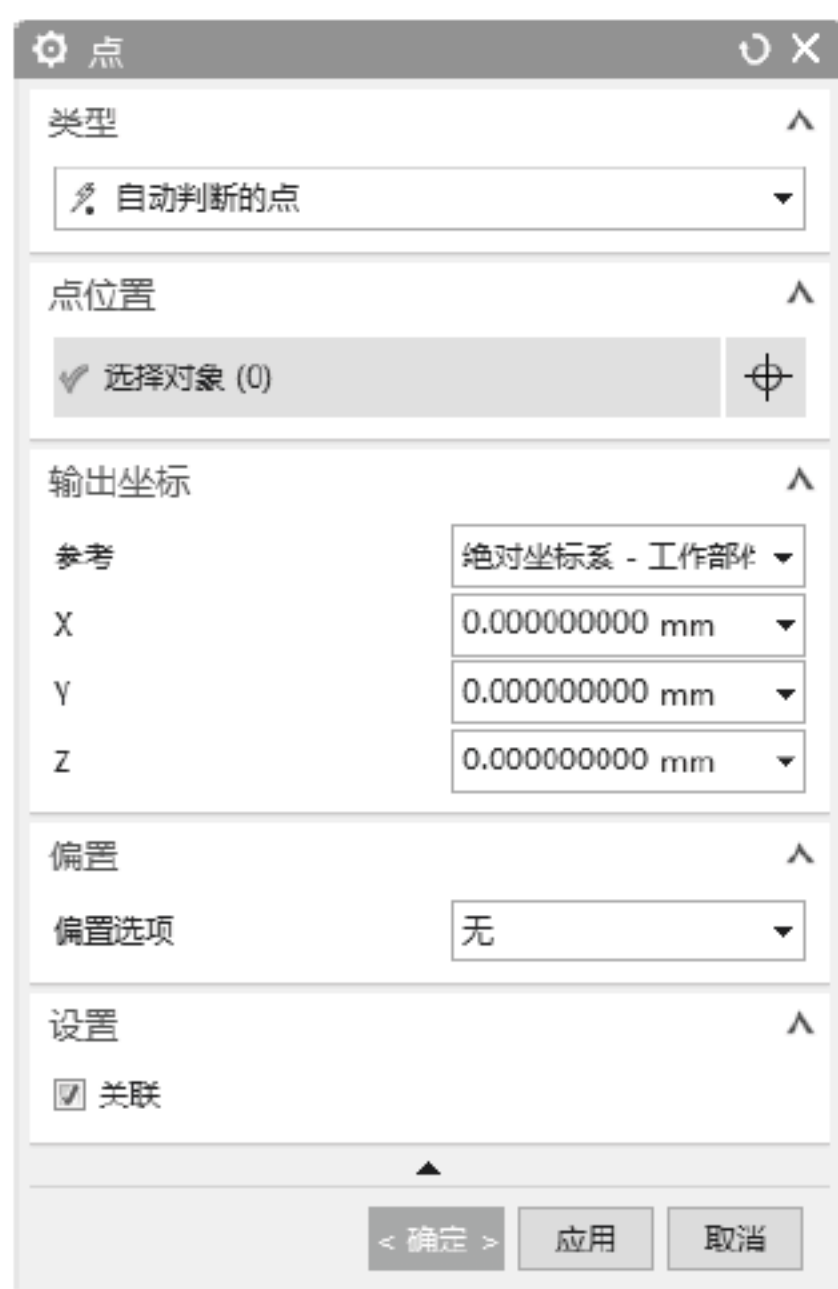 点
类型
自动判断的点
点位置
选择对象 (0)
输出坐标
参考 绝对坐标系 - 工作部
X 0.000000000 mm
Y 0.000000000 mm
Z 0.000000000 mm
偏置
偏置选项 无
设置
关联
< 确定 > 应用 取消